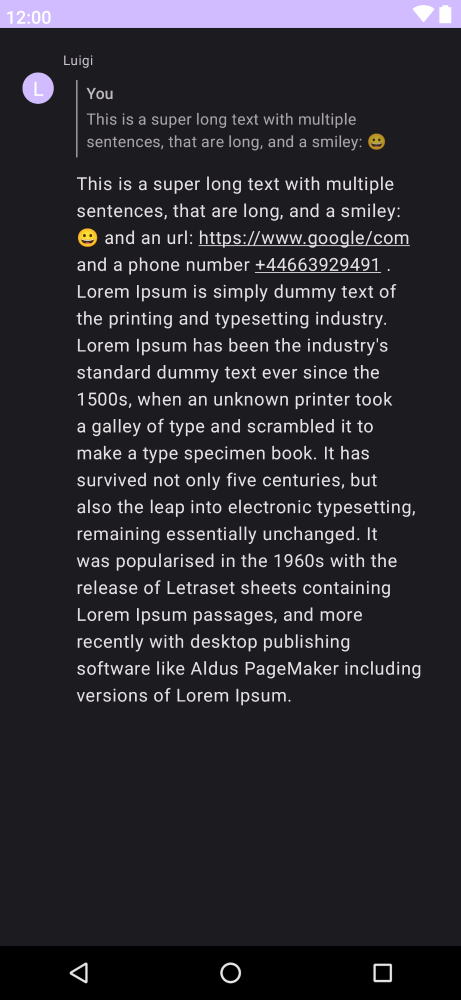 12:00
Luigi
L
You
This is a super long text with multiple
sentences, that are long, and a smiley: 😀
This is a super long text with multiple
sentences, that are long, and a smiley:
😀 and an url: https://www.google/com
and a phone number +44663929491 .
Lorem Ipsum is simply dummy text of
the printing and typesetting industry.
Lorem Ipsum has been the industry's
standard dummy text ever since the
1500s, when an unknown printer took
a galley of type and scrambled it to
make a type specimen book. It has
survived not only five centuries, but
also the leap into electronic typesetting,
remaining essentially unchanged. It
was popularised in the 1960s with the
release of Letraset sheets containing
Lorem Ipsum passages, and more
recently with desktop publishing
software like Aldus PageMaker including
versions of Lorem Ipsum.